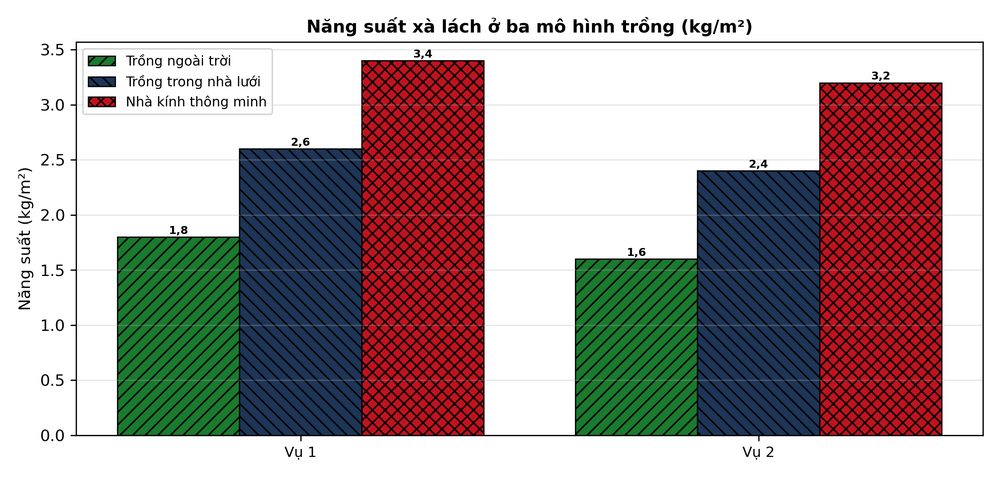 Năng suất xà lách ở ba mô hình trồng (kg/m²)
Năng suất (kg/m²)
3.5
3.0
2.5
2.0
1.5
1.0
0.5
0.0
Trồng ngoài trời
Trồng trong nhà lưới
Nhà kính thông minh
1,8
2,6
3,4
1,6
2,4
3,2
Vụ 1
Vụ 2